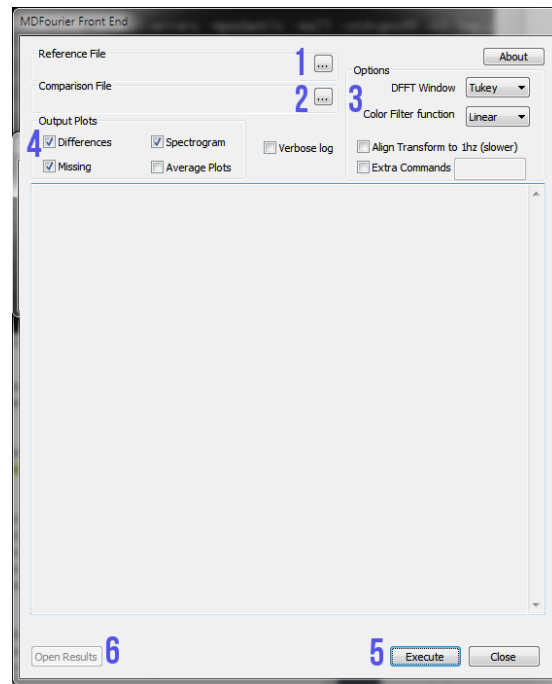 MDFourier Front End
Reference File
1
...
About
Options
Comparison File
2
...
3
DFFT Window
Tukey
Color Filter function
Linear
Output Plots
4
Differences
Spectrogram
Verbose log
Align Transform to 1hz (slower)
Missing
Average Plots
Extra Commands
Open Results
6
5
Execute
Close